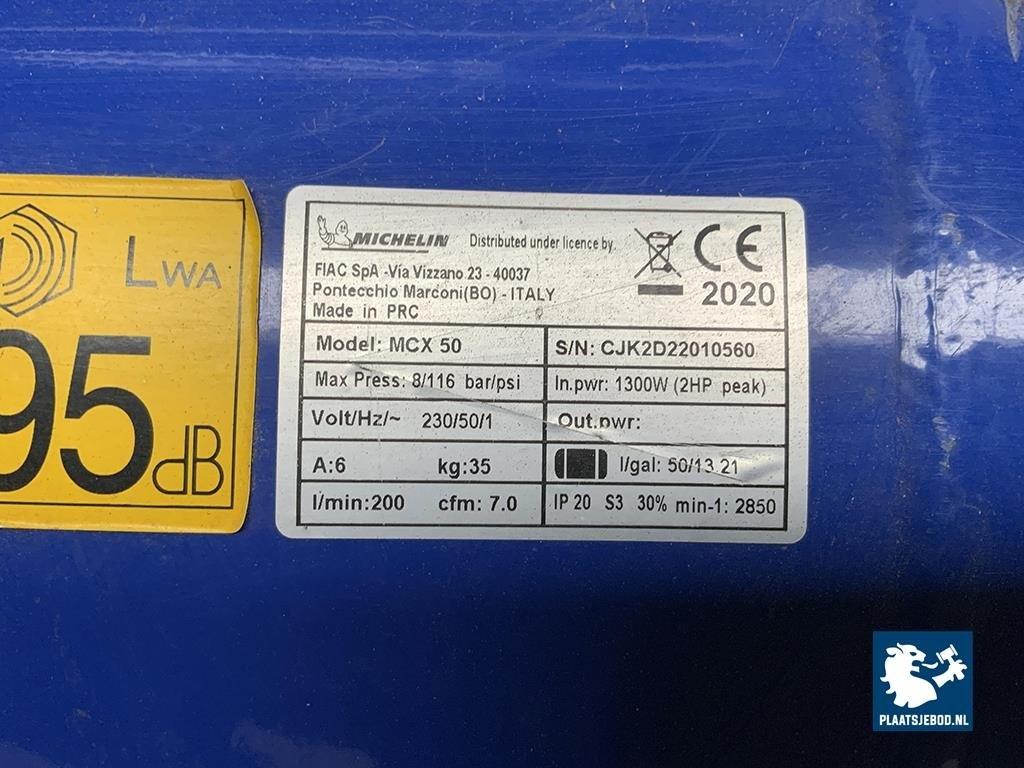 LWA
95 dB
MICHELIN Distributed under licence by.
FIAC SpA -Via Vizzano 23 - 40037
Pontecchio Marconi(BO) - ITALY
Made in PRC
CE
2020
Model: MCX 50
S/N: CJK2D22010560
Max Press: 8/116 bar/psi
In.pwr: 1300W (2HP peak)
Volt/Hz/~ 230/50/1
Out.pwr:
A:6 kg:35
l/gal: 50/13.21
l/min:200 cfm: 7.0
IP 20 S3 30% min-1: 2850
PLAATSJEBOD.NL